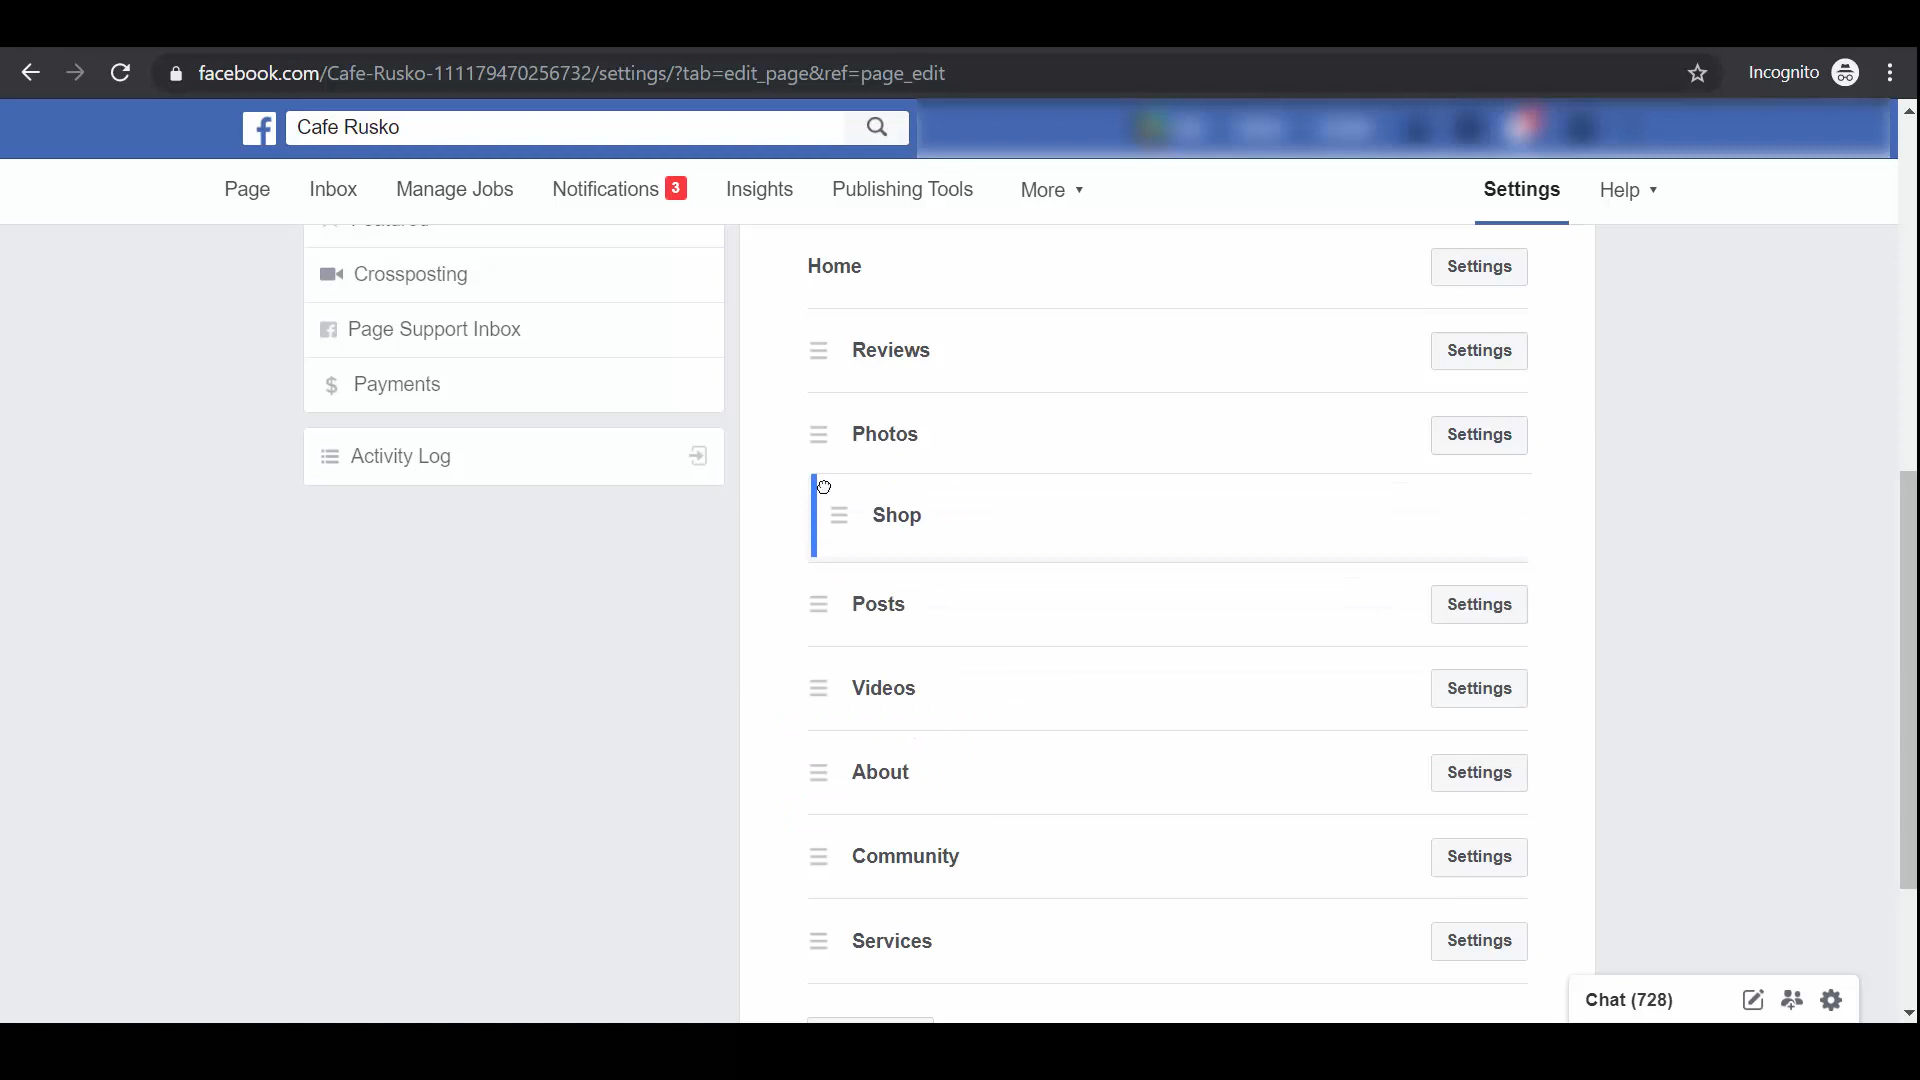 facebook.com/Cafe-Rusko-111179470256732/settings/?tab=edit_page&ref=page_edit
Incognito
Cafe Rusko
Page Inbox Manage Jobs Notifications 3 Insights Publishing Tools More Settings Help
Crossposting
Page Support Inbox
Payments
Activity Log
Home Settings
Reviews Settings
Photos Settings
Shop
Posts Settings
Videos Settings
About Settings
Community Settings
Services Settings
Chat (728)